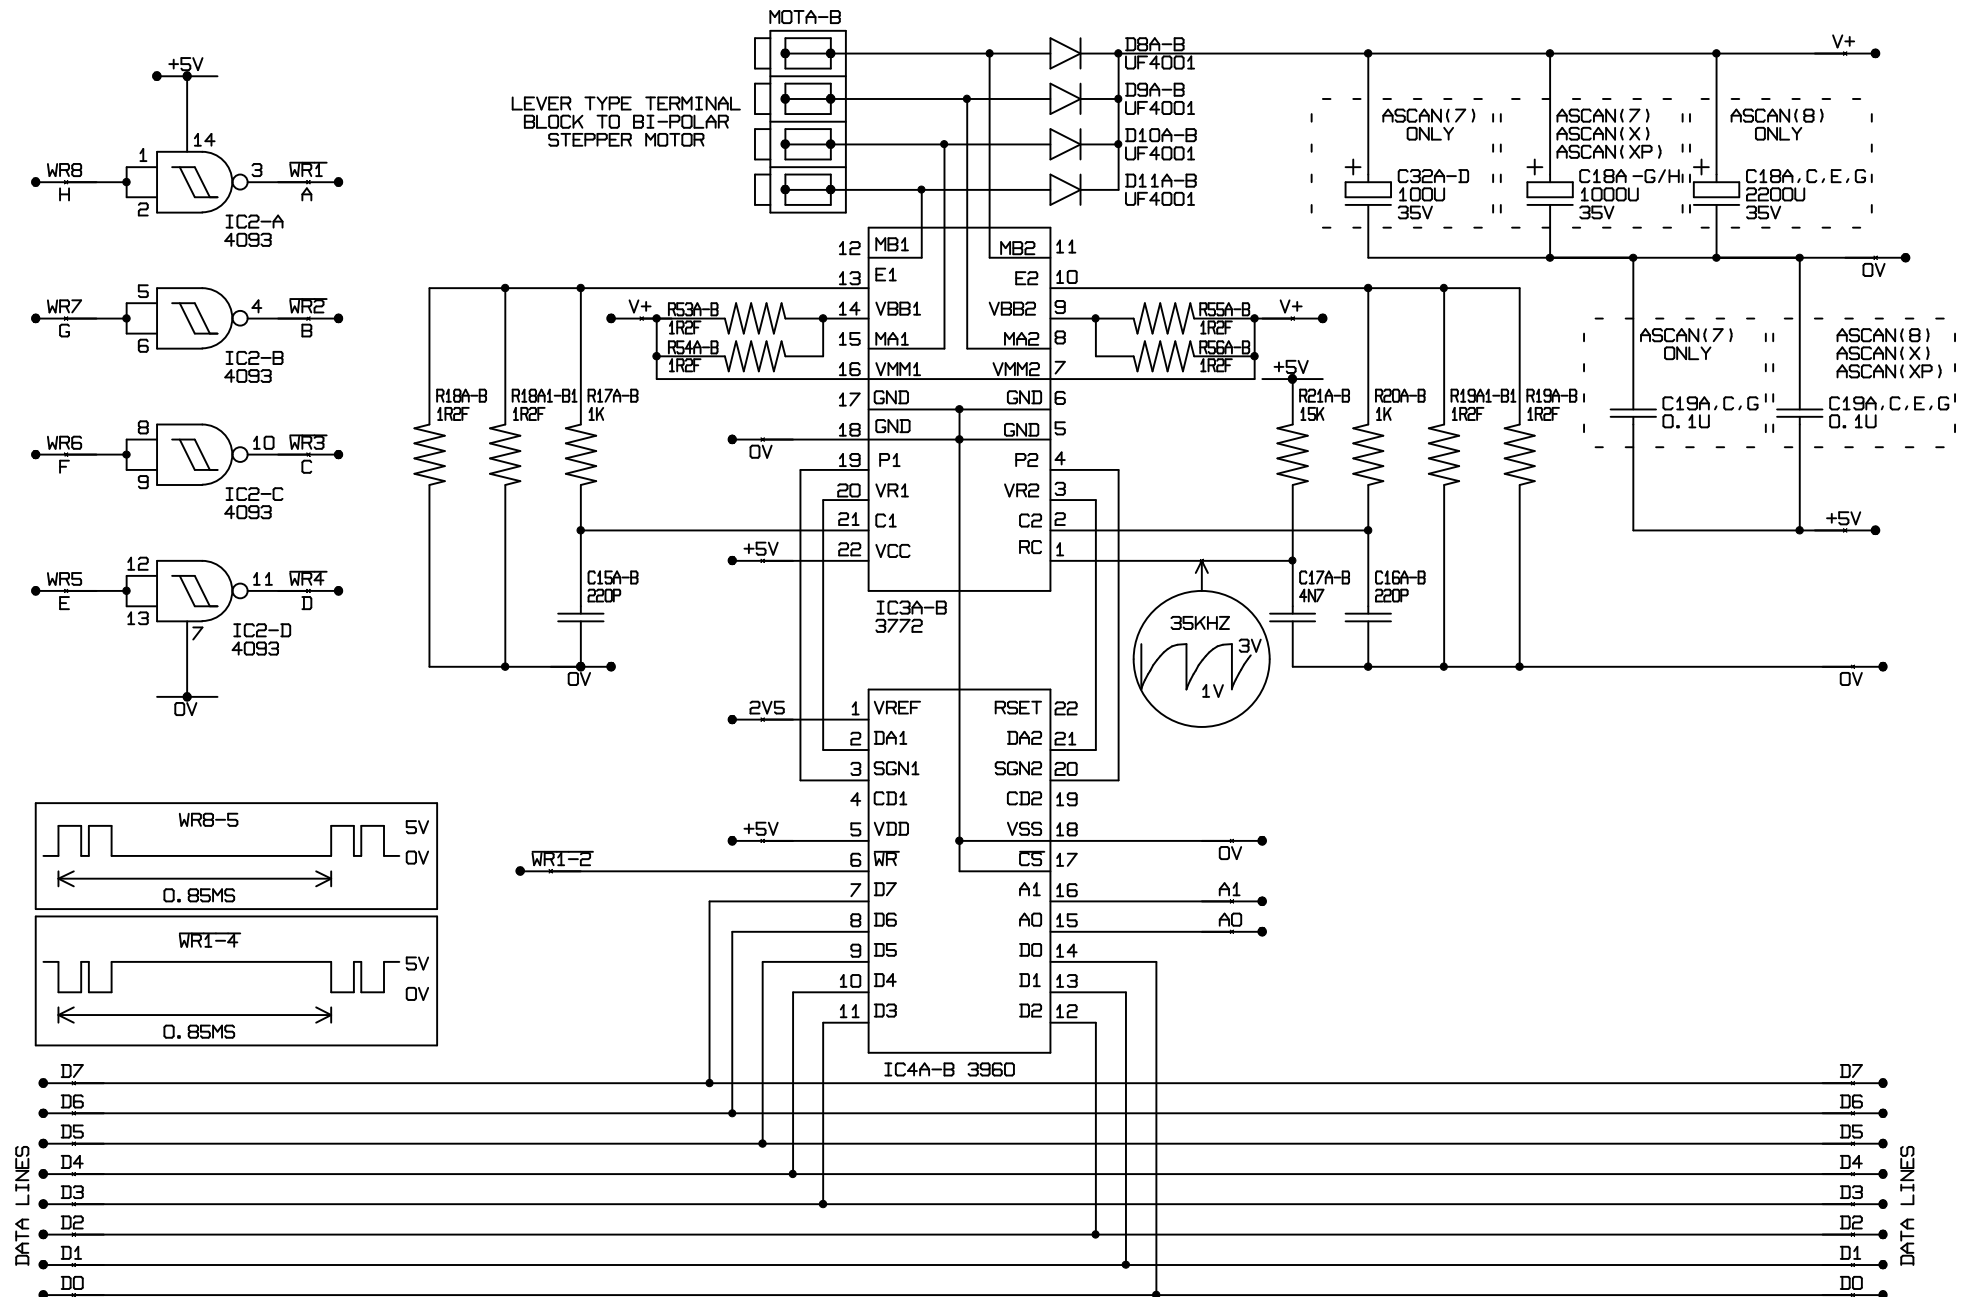 MOTA-B
LEVER TYPE TERMINAL
BLOCK TO BI-POLAR
STEPPER MOTOR
D8A-B
UF4001
D9A-B
UF4001
D10A-B
UF4001
D11A-B
UF4001
V+
ASCAN(7)
ONLY
C32A-D
100U
35V
ASCAN(7)
ASCAN(X)
ASCAN(XP)
C18A-G/H
1000U
35V
ASCAN(8)
ONLY
C18A,C,E,G
2200U
35V
0V
ASCAN(7)
ONLY
C19A,C,G
0.1U
ASCAN(8)
ASCAN(X)
ASCAN(XP)
C19A,C,E,G
0.1U
+5V
+5V
14
WR8
H
1
2
3
WR1
A
IC2-A
4093
WR7
G
5
6
4
WR2
B
IC2-B
4093
WR6
F
8
9
10
WR3
C
IC2-C
4093
WR5
E
12
13
11
WR4
D
7
IC2-D
4093
0V
R18A-B
1R2F
R18A1-B1
1R2F
R17A-B
1K
C15A-B
220P
0V
V+
R53A-B
1R2F
R54A-B
1R2F
0V
+5V
12 MB1
13 E1
14 VBB1
15 MA1
16 VMM1
17 GND
18 GND
19 P1
20 VR1
21 C1
22 VCC
MB2 11
E2 10
VBB2 9
MA2 8
VMM2 7
GND 6
GND 5
P2 4
VR2 3
C2 2
RC 1
IC3A-B
3772
R55A-B
1R2F
R56A-B
1R2F
V+
+5V
R21A-B
15K
R20A-B
1K
R19A1-B1
1R2F
R19A-B
1R2F
C17A-B
4N7
C16A-B
220P
35KHZ
3V
1V
0V
2V5
+5V
WR1-2
1 VREF
2 DA1
3 SGN1
4 CD1
5 VDD
6 WR
7 D7
8 D6
9 D5
10 D4
11 D3
RSET 22
DA2 21
SGN2 20
CD2 19
VSS 18
CS 17
A1 16
A0 15
D0 14
D1 13
D2 12
IC4A-B 3960
0V
A1
A0
WR8-5
5V
0V
0.85MS
WR1-4
5V
0V
0.85MS
DATA LINES
D7
D6
D5
D4
D3
D2
D1
D0
D7
D6
D5
D4
D3
D2
D1
D0
DATA LINES